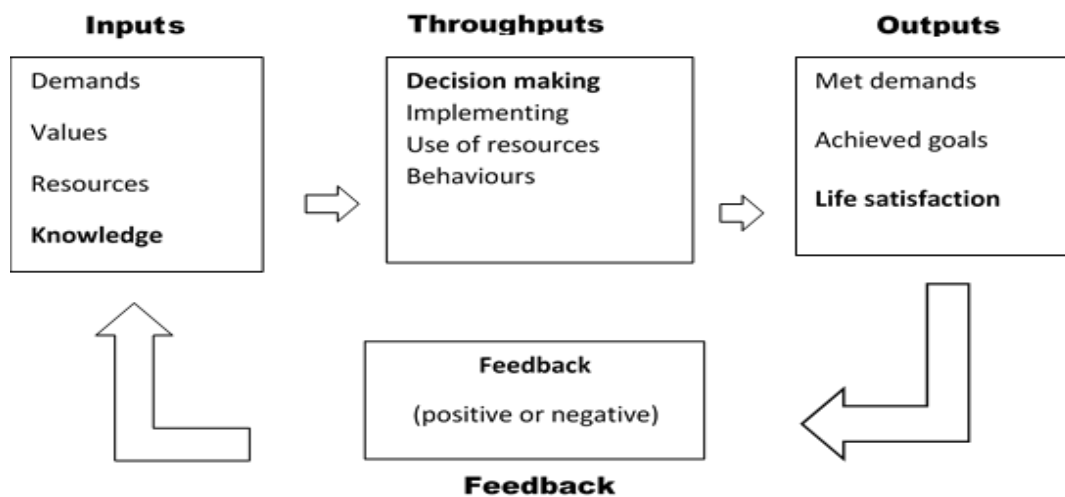 Inputs
Throughputs
Outputs
Demands
Values
Resources
Knowledge
Decision making
Implementing
Use of resources
Behaviours
Met demands
Achieved goals
Life satisfaction
Feedback
(positive or negative)
Feedback